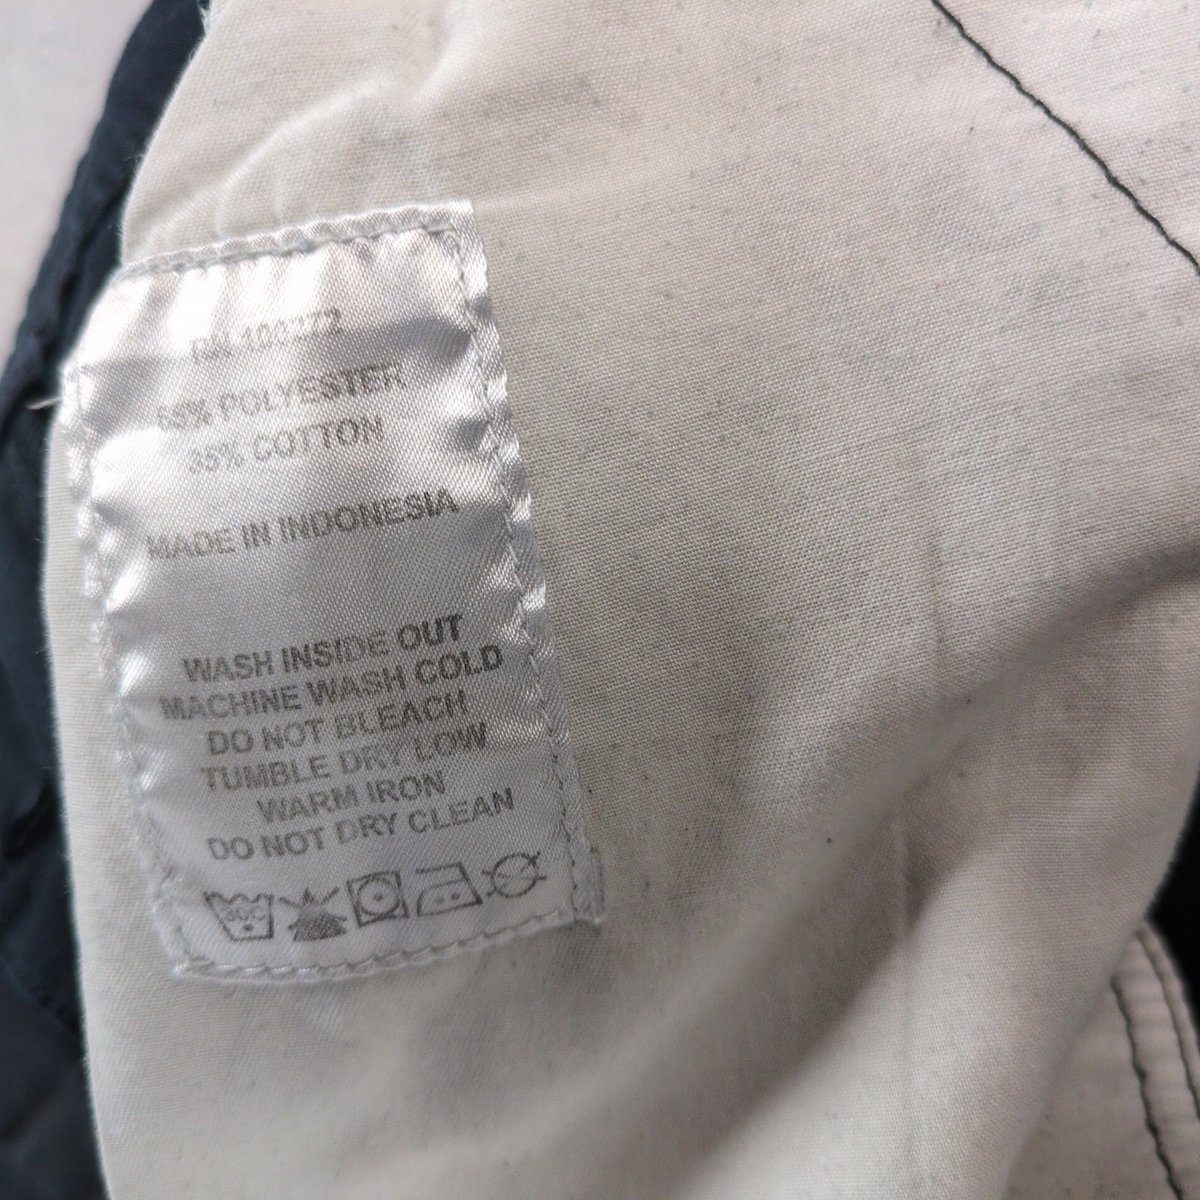 65% POLYESTER
35% COTTON
MADE IN INDONESIA
WASH INSIDE OUT
MACHINE WASH COLD
DO NOT BLEACH
TUMBLE DRY LOW
WARM IRON
DO NOT DRY CLEAN
30C